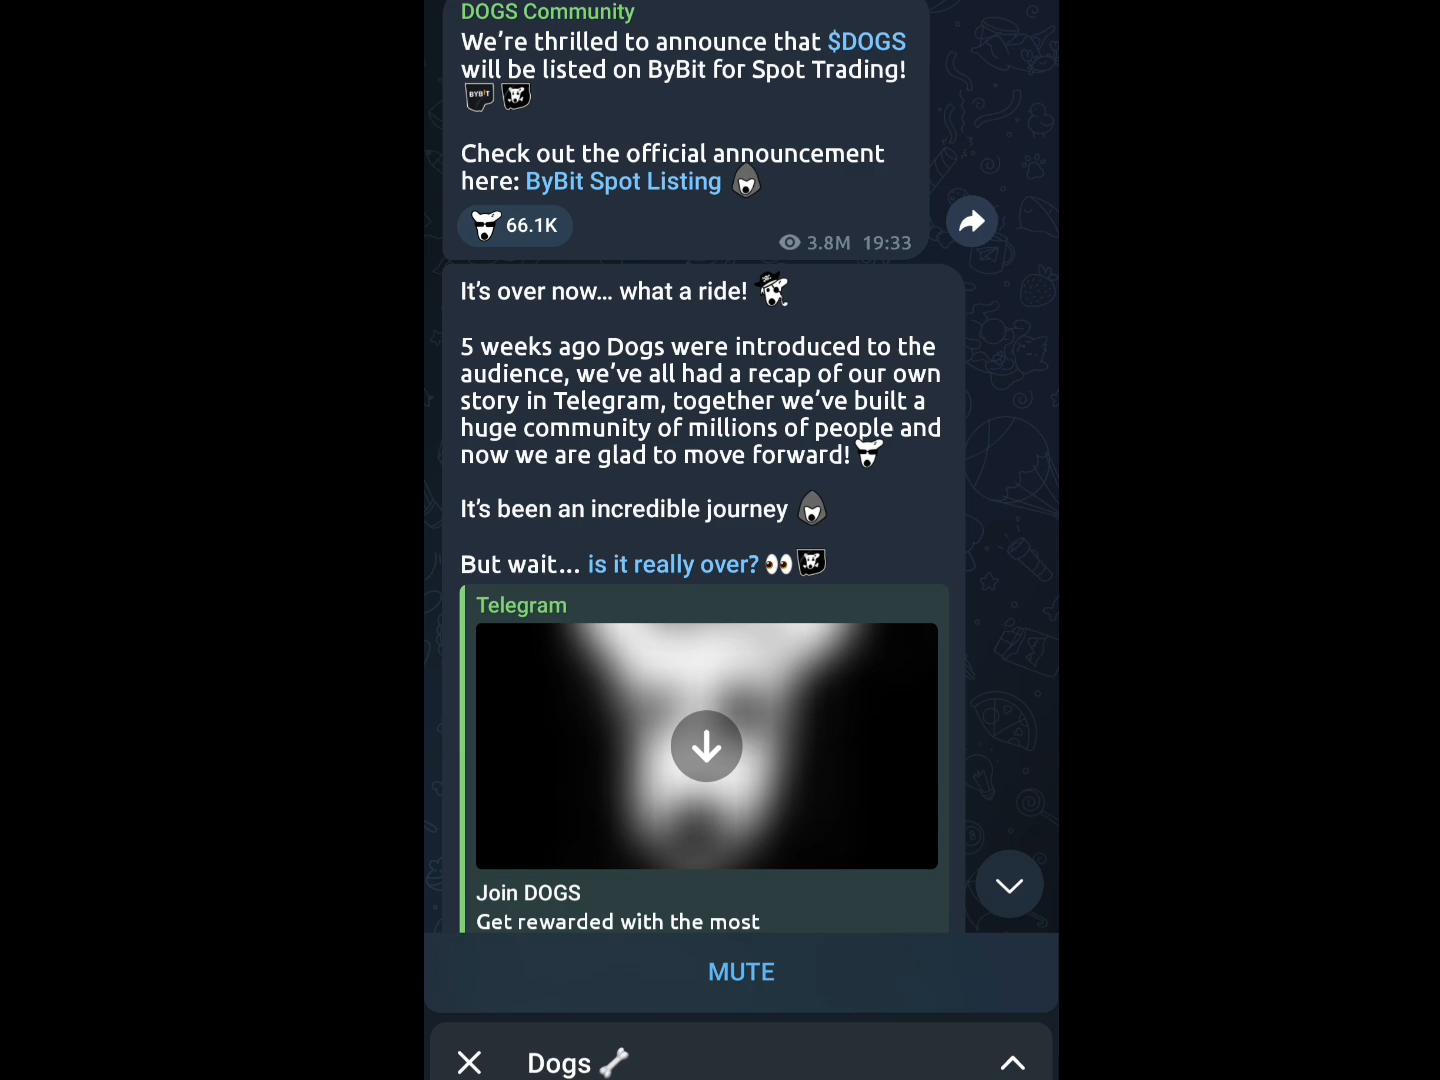 DOGS Community
We’re thrilled to announce that $DOGS
will be listed on ByBit for Spot Trading!
BYBIT
Check out the official announcement
here: ByBit Spot Listing
66.1K
3.8M 19:33
It’s over now... what a ride!
5 weeks ago Dogs were introduced to the
audience, we’ve all had a recap of our own
story in Telegram, together we’ve built a
huge community of millions of people and
now we are glad to move forward!
It’s been an incredible journey
But wait... is it really over?
Telegram
Join DOGS
Get rewarded with the most
MUTE
Dogs